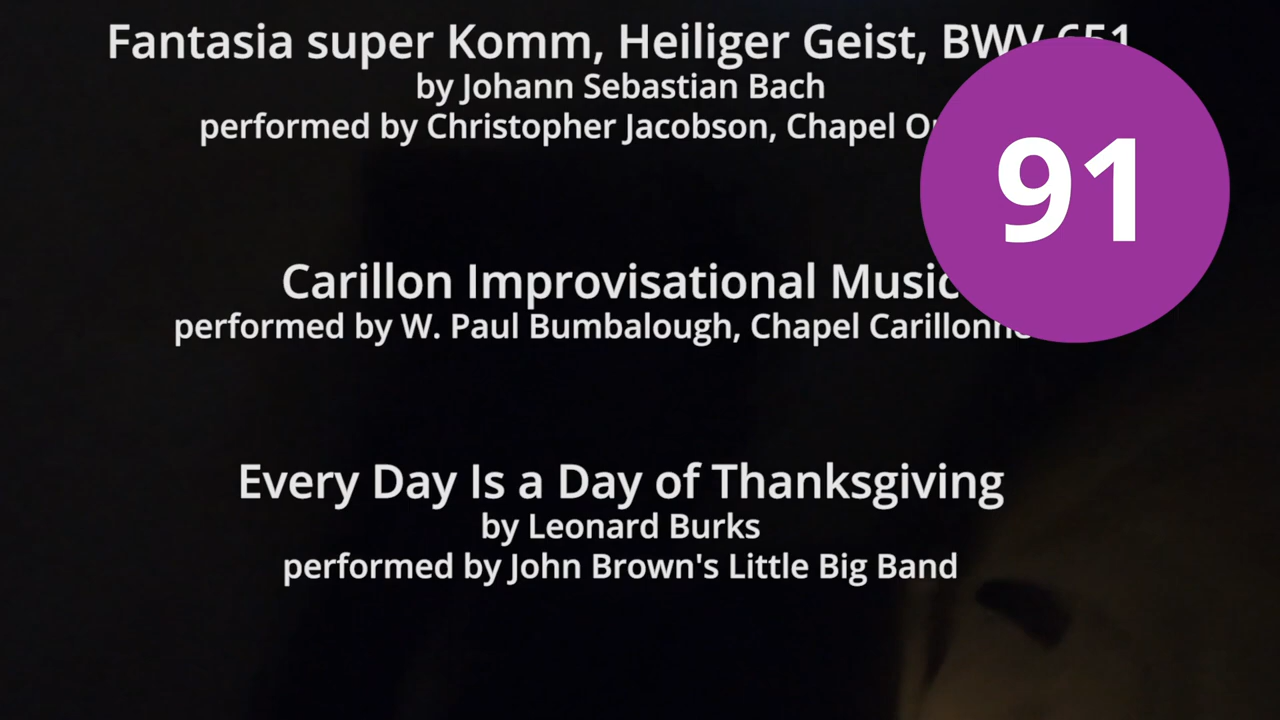 Fantasia super Komm, Heiliger Geist, BWV 651
by Johann Sebastian Bach
performed by Christopher Jacobson, Chapel
91
Carillon Improvisational Music
performed by W. Paul Bumbalough, Chapel
Every Day Is a Day of Thanksgiving
by Leonard Burks
performed by John Brown's Little Big Band